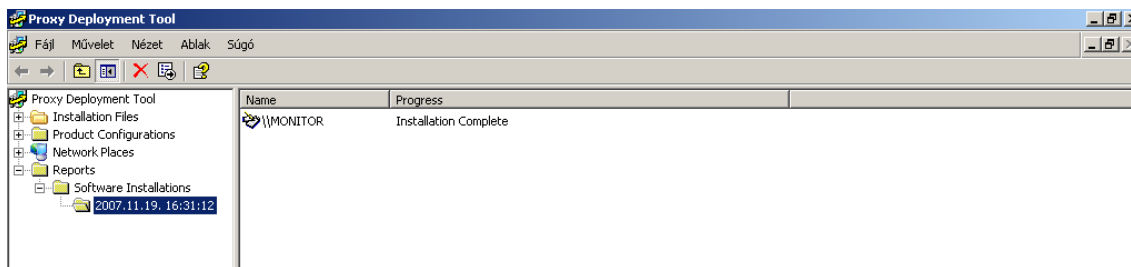 Proxy Deployment Tool
Fájl Művelet Nézet Ablak Súgó
Proxy Deployment Tool
Installation Files
Product Configurations
Network Places
Reports
Software Installations
2007.11.19. 16:31:12
Name Progress
\\MONITOR Installation Complete